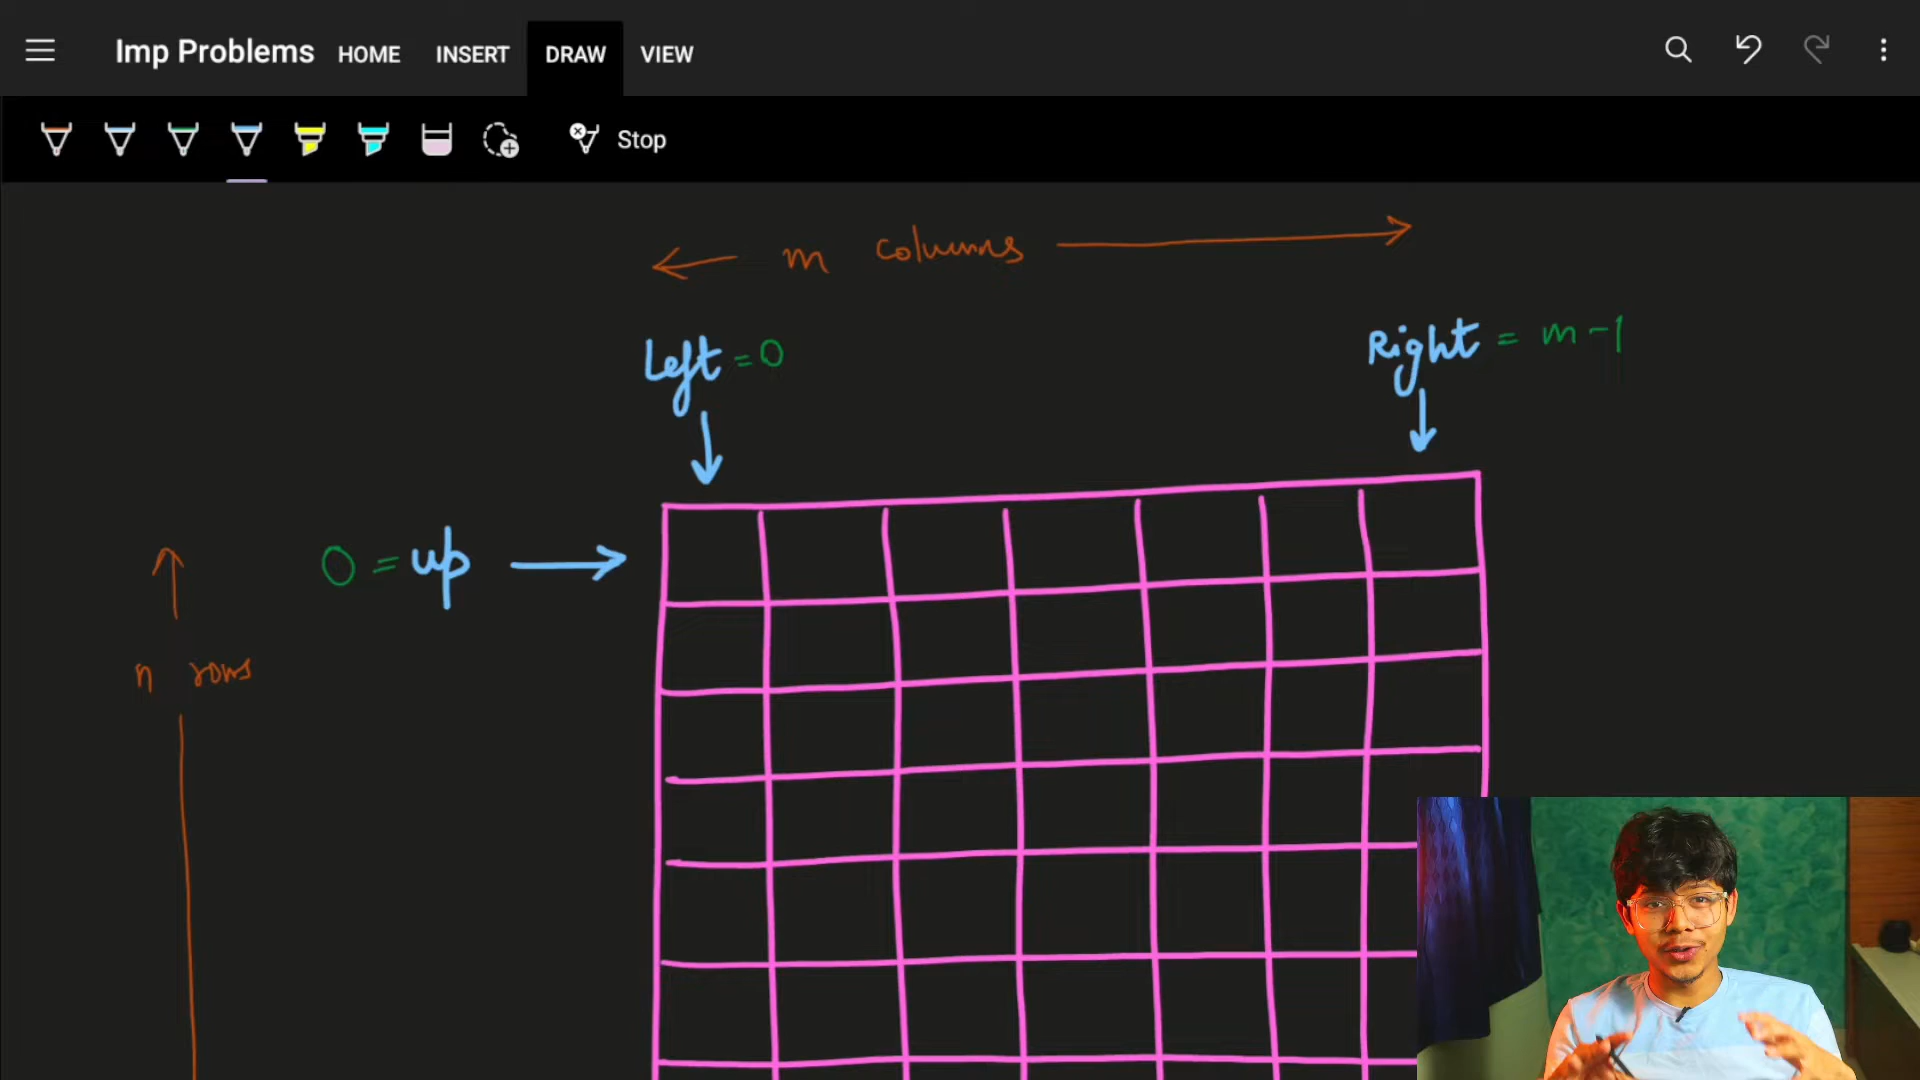 Imp Problems HOME INSERT DRAW VIEW
Stop
m columns
Left = 0
Right = m - 1
0 = up
n rows